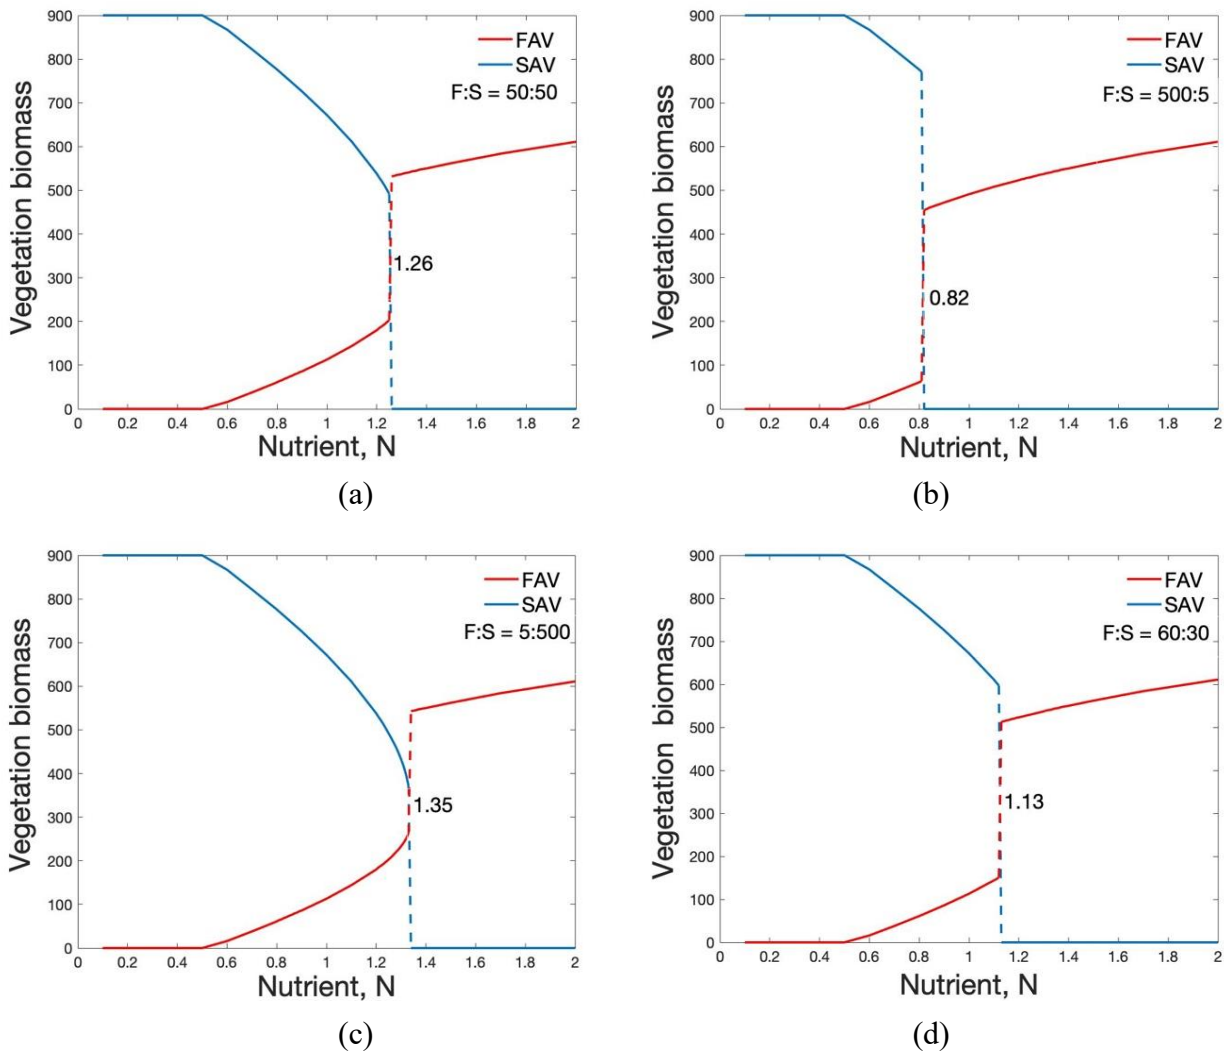 900
800
700
600
500
400
300
200
100
0
Vegetation biomass
FAV
SAV
F:S = 50:50
1.26
0 0.2 0.4 0.6 0.8 1 1.2 1.4 1.6 1.8 2
Nutrient, N
(a)
900
800
700
600
500
400
300
200
100
0
Vegetation biomass
FAV
SAV
F:S = 500:5
0.82
0 0.2 0.4 0.6 0.8 1 1.2 1.4 1.6 1.8 2
Nutrient, N
(b)
900
800
700
600
500
400
300
200
100
0
Vegetation biomass
FAV
SAV
F:S = 5:500
1.35
0 0.2 0.4 0.6 0.8 1 1.2 1.4 1.6 1.8 2
Nutrient, N
(c)
900
800
700
600
500
400
300
200
100
0
Vegetation biomass
FAV
SAV
F:S = 60:30
1.13
0 0.2 0.4 0.6 0.8 1 1.2 1.4 1.6 1.8 2
Nutrient, N
(d)